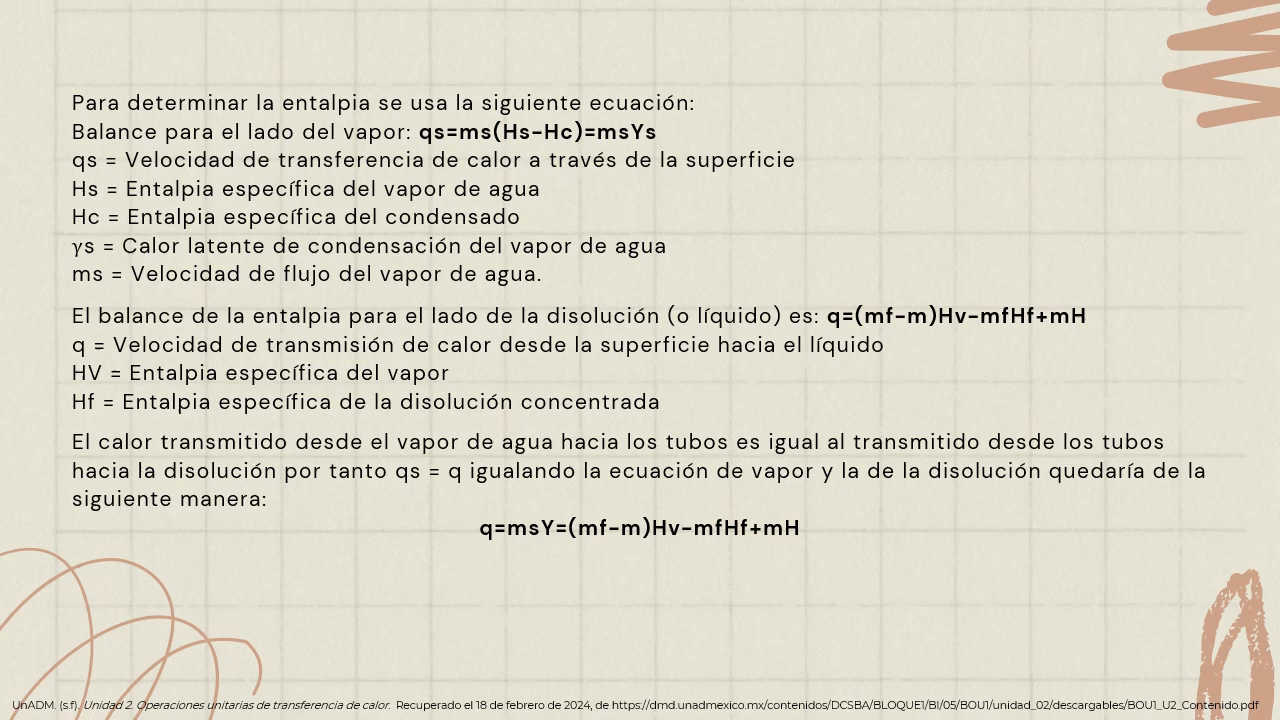 Para determinar la entalpia se usa la siguiente ecuación:
Balance para el lado del vapor: qs=ms(Hs-Hc)=msYs
qs = Velocidad de transferencia de calor a través de la superficie
Hs = Entalpia específica del vapor de agua
Hc = Entalpia específica del condensado
γs = Calor latente de condensación del vapor de agua
ms = Velocidad de flujo del vapor de agua.
El balance de la entalpia para el lado de la disolución (o líquido) es: q=(mf-m)Hv-mfHf+mH
q = Velocidad de transmisión de calor desde la superficie hacia el líquido
HV = Entalpia específica del vapor
Hf = Entalpia específica de la disolución concentrada
El calor transmitido desde el vapor de agua hacia los tubos es igual al transmitido desde los tubos
hacia la disolución por tanto qs = q igualando la ecuación de vapor y la de la disolución quedaría de la
siguiente manera:
q=msY=(mf-m)Hv-mfHf+mH
UnADM. (s.f). Unidad 2. Operaciones unitarias de transferencia de calor. Recuperado el 18 de febrero de 2024, de https://dmd.unadmexico.mx/contenidos/DCSBA/BLOQUE1/BI/05/BOU1/unidad_02/descargables/BOU1_U2_Contenido.pdf